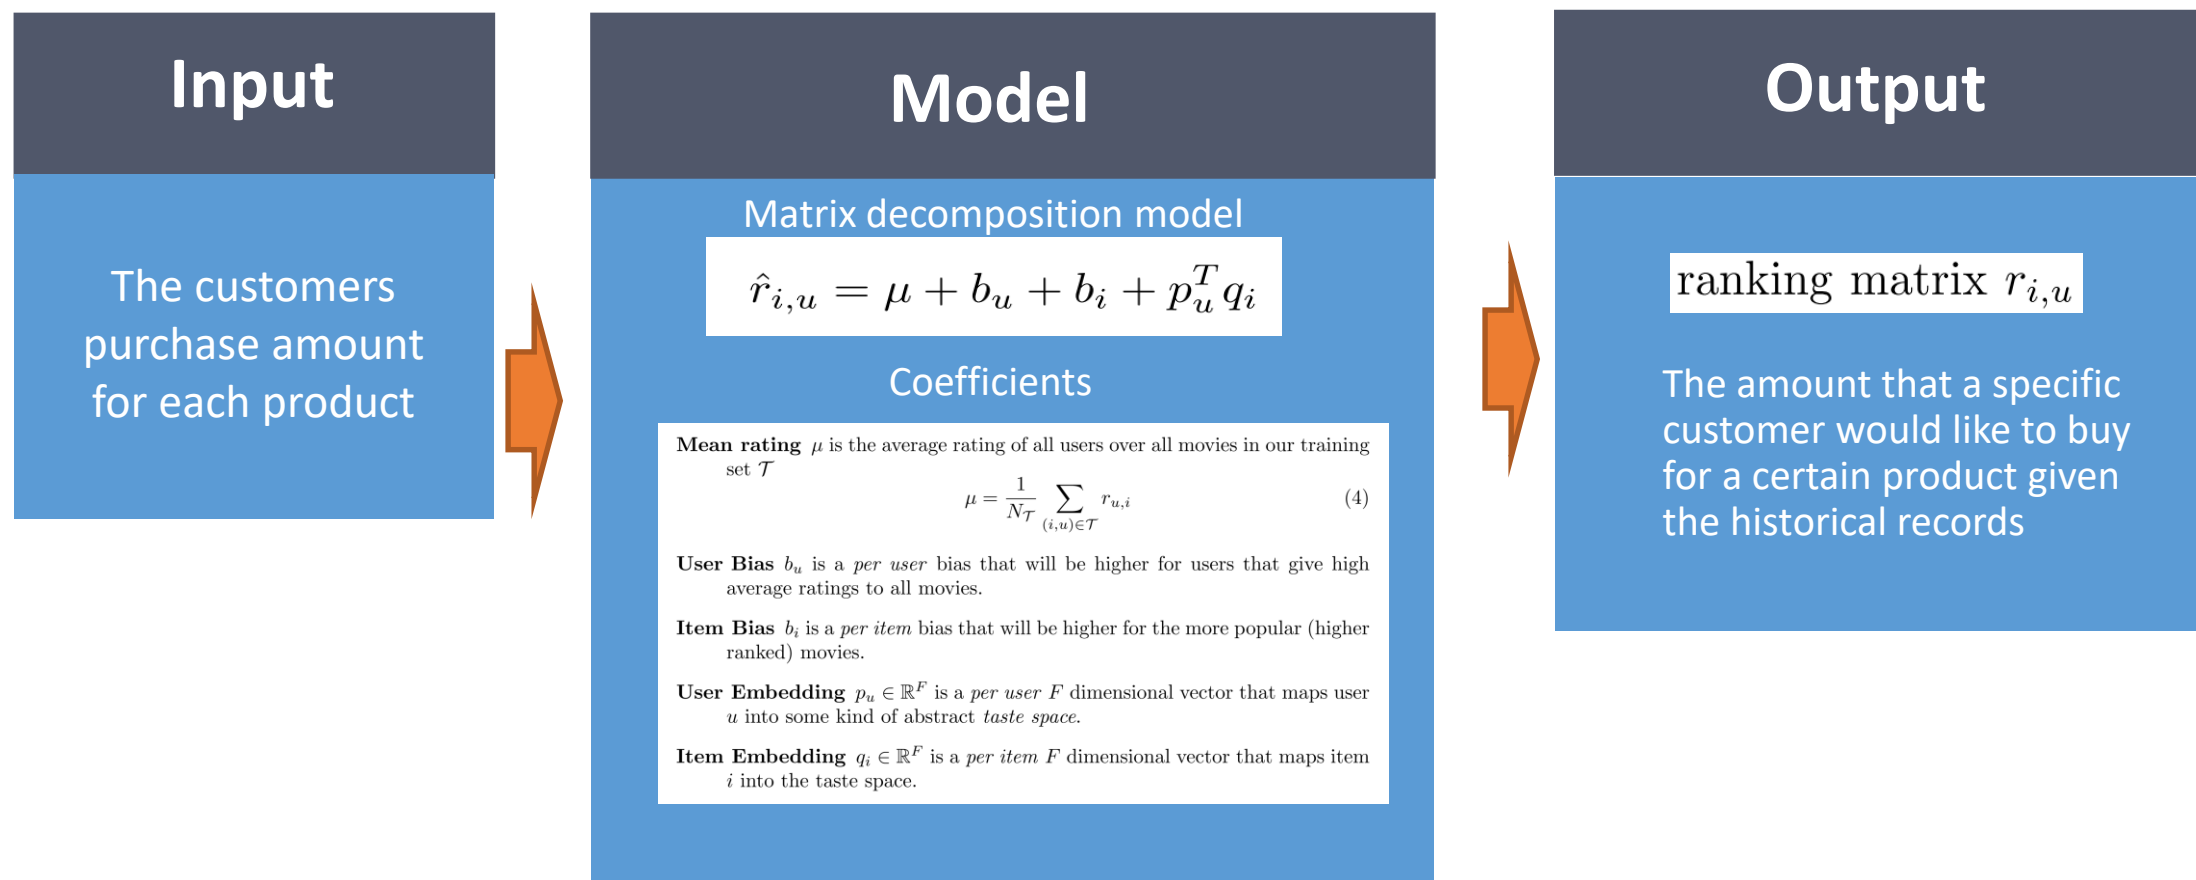 Input
The customers
purchase amount
for each product
Model
Matrix decomposition model
r̂_{i,u} = μ + b_u + b_i + p_u^T q_i
Coefficients
Mean rating μ is the average rating of all users over all movies in our training
set 𝒯
μ = \frac{1}{N_𝒯} \sum_{(i,u)∈𝒯} r_{u,i} (4)
User Bias b_u is a per user bias that will be higher for users that give high
average ratings to all movies.
Item Bias b_i is a per item bias that will be higher for the more popular (higher
ranked) movies.
User Embedding p_u ∈ ℝ^F is a per user F dimensional vector that maps user
u into some kind of abstract taste space.
Item Embedding q_i ∈ ℝ^F is a per item F dimensional vector that maps item
i into the taste space.
Output
ranking matrix r_{i,u}
The amount that a specific
customer would like to buy
for a certain product given
the historical records